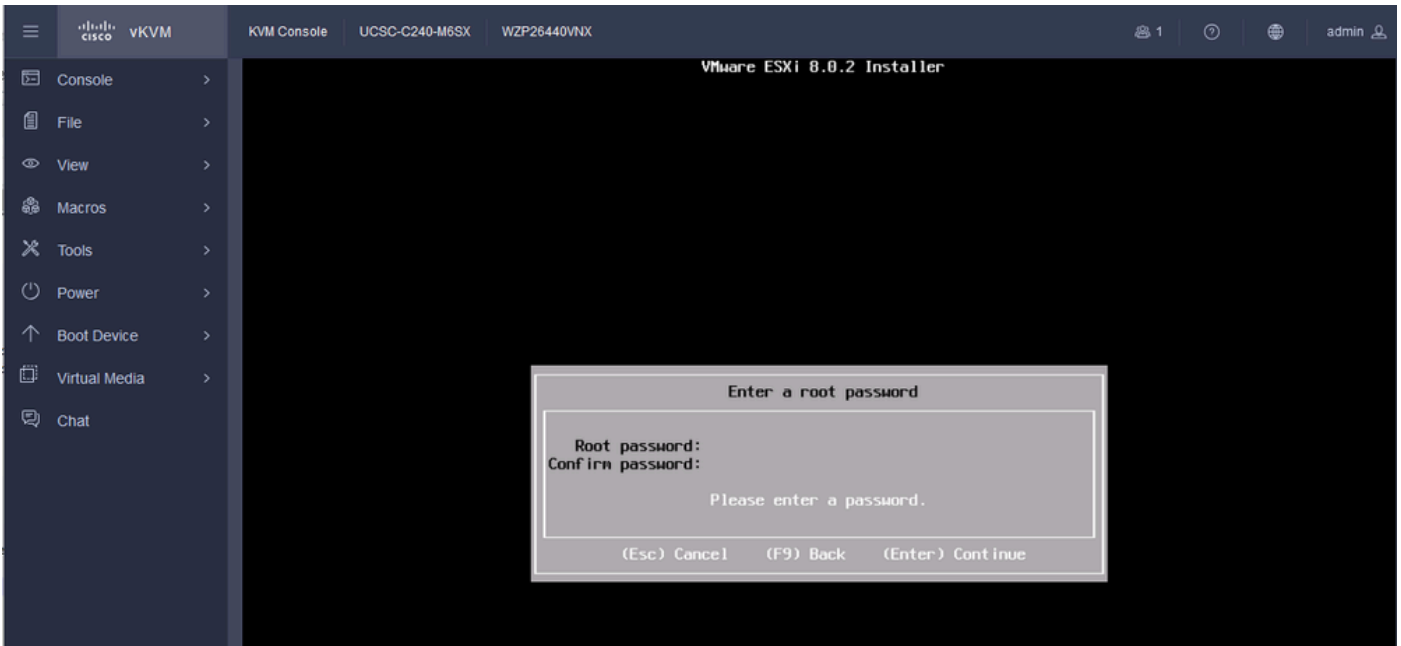 cisco vKVM KVM Console UCSC-C240-M6SX WZP26440VNX 1 ? admin
Console >
File >
View >
Macros >
Tools >
Power >
Boot Device >
Virtual Media >
Chat
VMware ESXi 8.0.2 Installer
Enter a root password
Root password:
Confirm password:
Please enter a password.
(Esc) Cancel (F9) Back (Enter) Continue